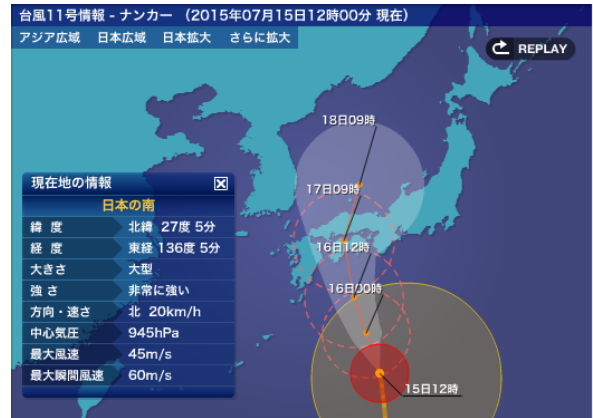 台風11号情報 - ナンカー (2015年07月15日12時00分 現在)
アジア広域 日本広域 日本拡大 さらに拡大
REPLAY
18日09時
17日09時
16日12時
16日00時
15日12時
現在地の情報
日本の南
緯 度 北緯 27度 5分
経 度 東経 136度 5分
大きさ 大型
強 さ 非常に強い
方向・速さ 北 20km/h
中心気圧 945hPa
最大風速 45m/s
最大瞬間風速 60m/s